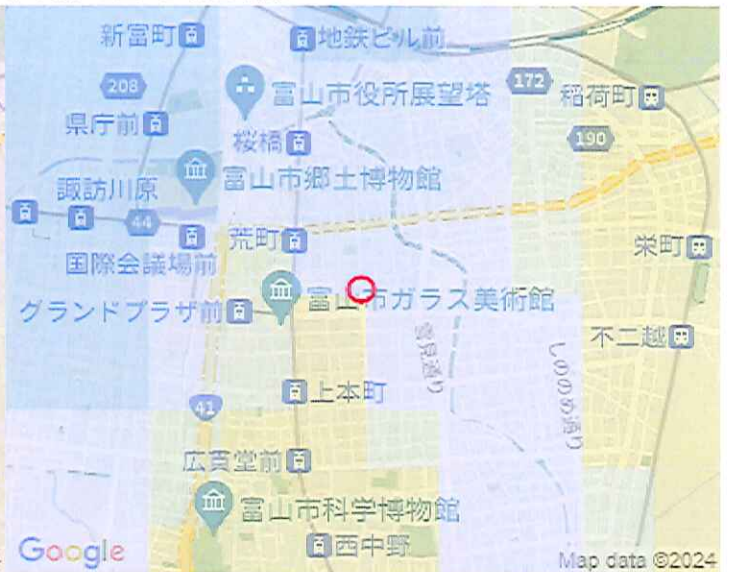 新富町
地鉄ビル前
208
富山市役所展望塔
172
稲荷町
県庁前
桜橋
190
富山市郷土博物館
諏訪川原
44
荒町
栄町
国際会議場前
富山市ガラス美術館
グランドプラザ前
雪見通り
不二越
しののめ通り
上本町
41
広貫堂前
富山市科学博物館
西中野
Google
Map data ©2024